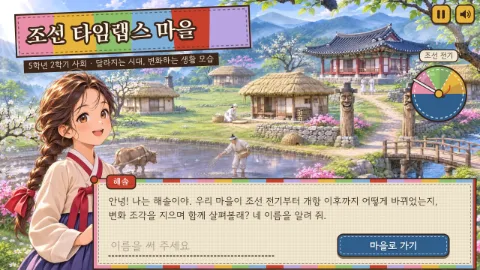 조선 타임랩스 마을
5학년 2학기 사회 · 달라지는 시대, 변화하는 생활 모습
조선 전기
해솔
안녕! 나는 해솔이야. 우리 마을이 조선 전기부터 개항 이후까지 어떻게 바뀌었는지,
변화 조각을 지으며 함께 살펴볼래? 네 이름을 알려 줘.
이름을 써 주세요
마을로 가기